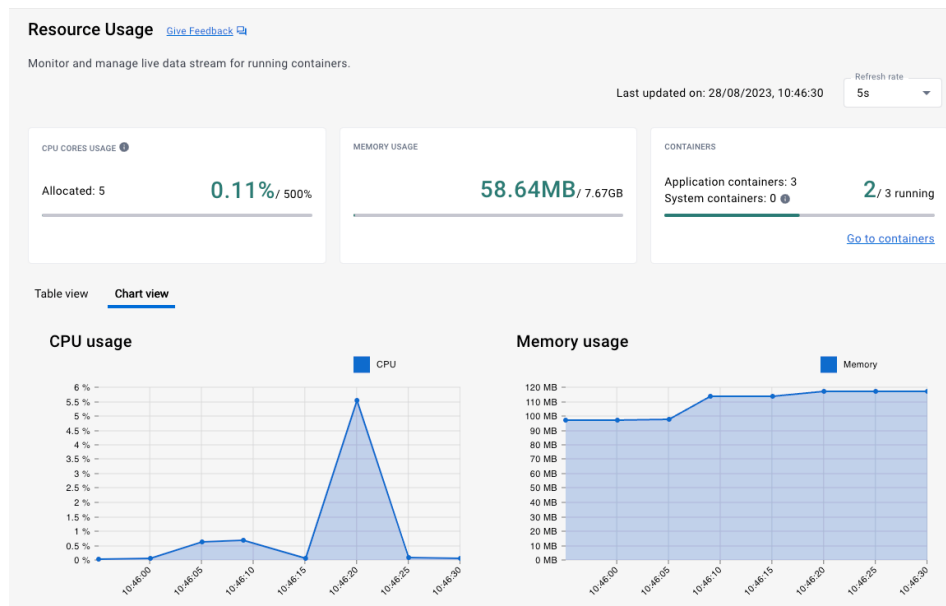 Resource Usage Give Feedback
Monitor and manage live data stream for running containers.
Last updated on: 28/08/2023, 10:46:30
Refresh rate
5s
CPU CORES USAGE
Allocated: 5
0.11% / 500%
MEMORY USAGE
58.64MB / 7.67GB
CONTAINERS
Application containers: 3
System containers: 0
2 / 3 running
Go to containers
Table view Chart view
CPU usage
CPU
6 %
5.5 %
5 %
4.5 %
4 %
3.5 %
3 %
2.5 %
2 %
1.5 %
1 %
0.5 %
0 %
10:46:00 10:46:05 10:46:10 10:46:15 10:46:20 10:46:25 10:46:30
Memory usage
Memory
120 MB
110 MB
100 MB
90 MB
80 MB
70 MB
60 MB
50 MB
40 MB
30 MB
20 MB
10 MB
0 MB
10:46:00 10:46:05 10:46:10 10:46:15 10:46:20 10:46:25 10:46:30